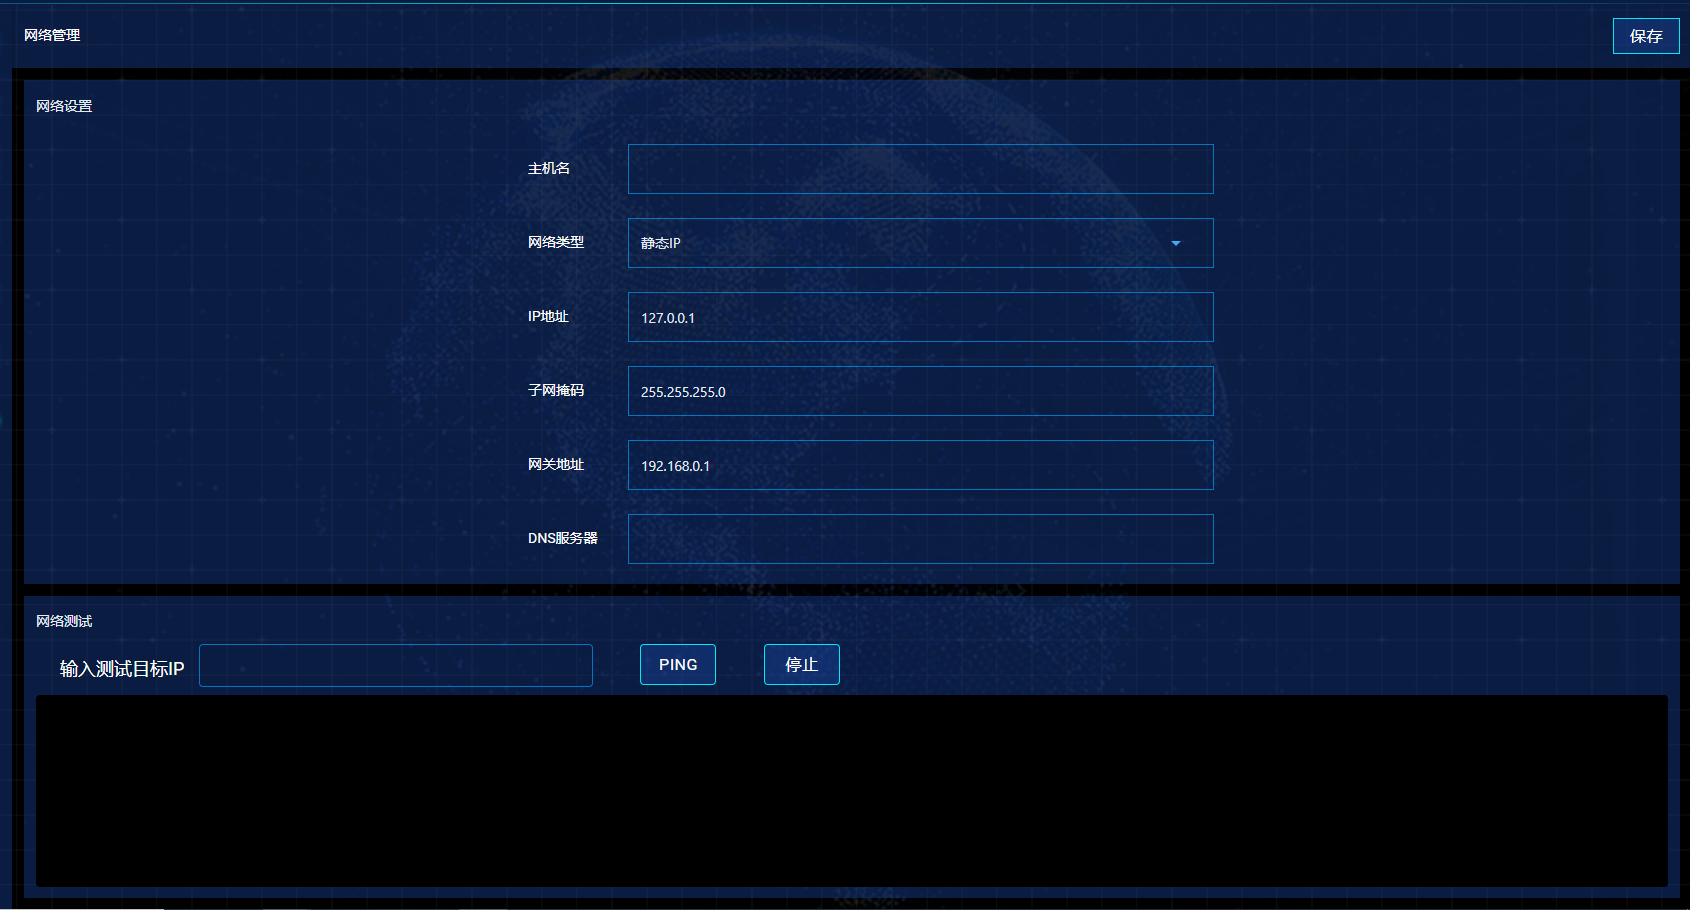 网络管理
保存
网络设置
主机名
网络类型 静态IP
IP地址 127.0.0.1
子网掩码 255.255.255.0
网关地址 192.168.0.1
DNS服务器
网络测试
输入测试目标IP PING 停止